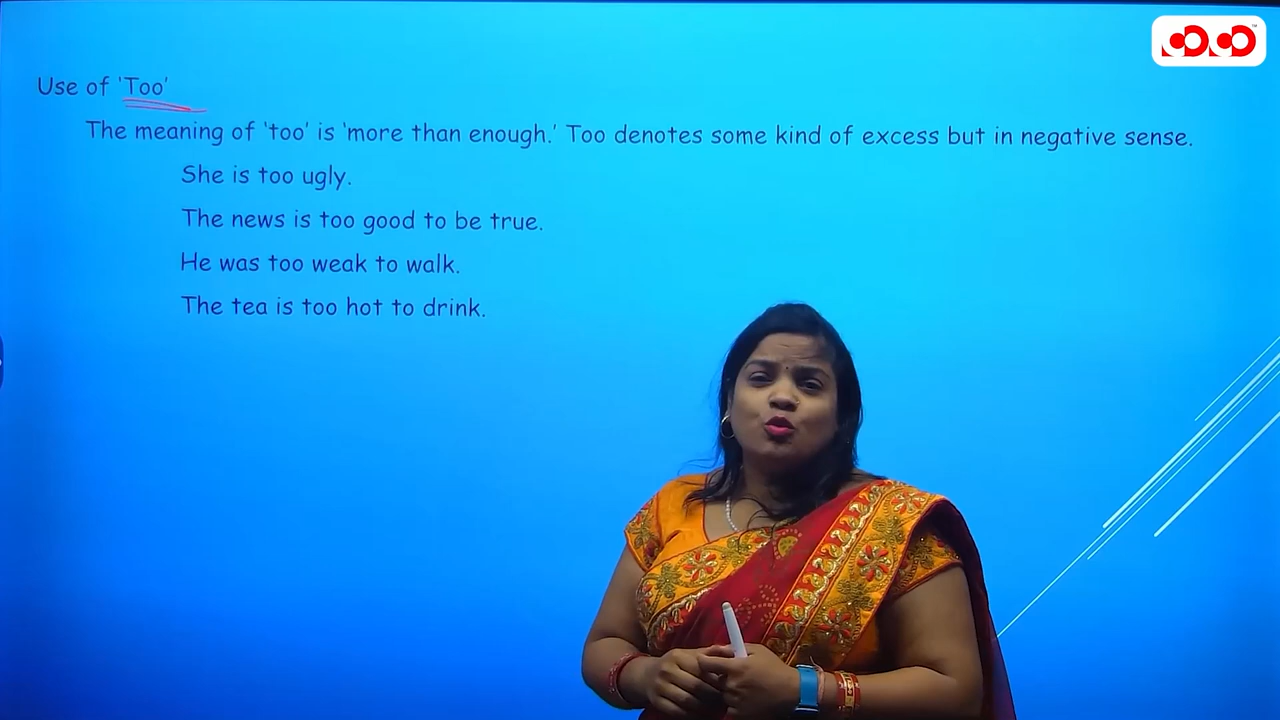 Use of 'Too'
The meaning of 'too' is 'more than enough.' Too denotes some kind of excess but in negative sense.
She is too ugly.
The news is too good to be true.
He was too weak to walk.
The tea is too hot to drink.